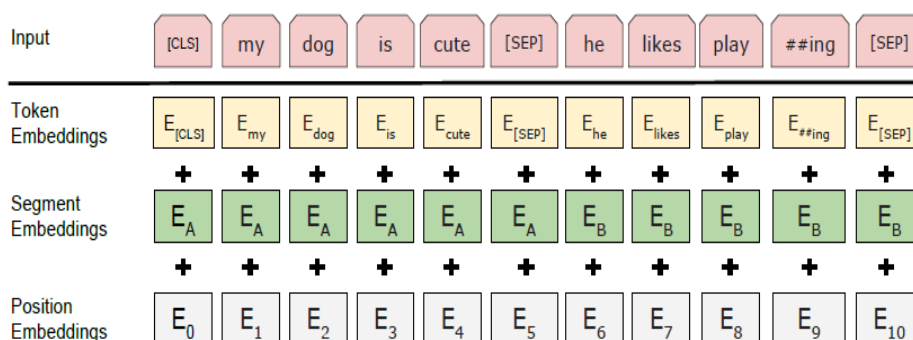 Input [CLS] my dog is cute [SEP] he likes play ##ing [SEP]
Token Embeddings E[CLS] Emy Edog Eis Ecute E[SEP] Ehe Elikes Eplay E##ing E[SEP]
+ + + + + + + + + + +
Segment Embeddings EA EA EA EA EA EA EB EB EB EB EB
+ + + + + + + + + + +
Position Embeddings E0 E1 E2 E3 E4 E5 E6 E7 E8 E9 E10